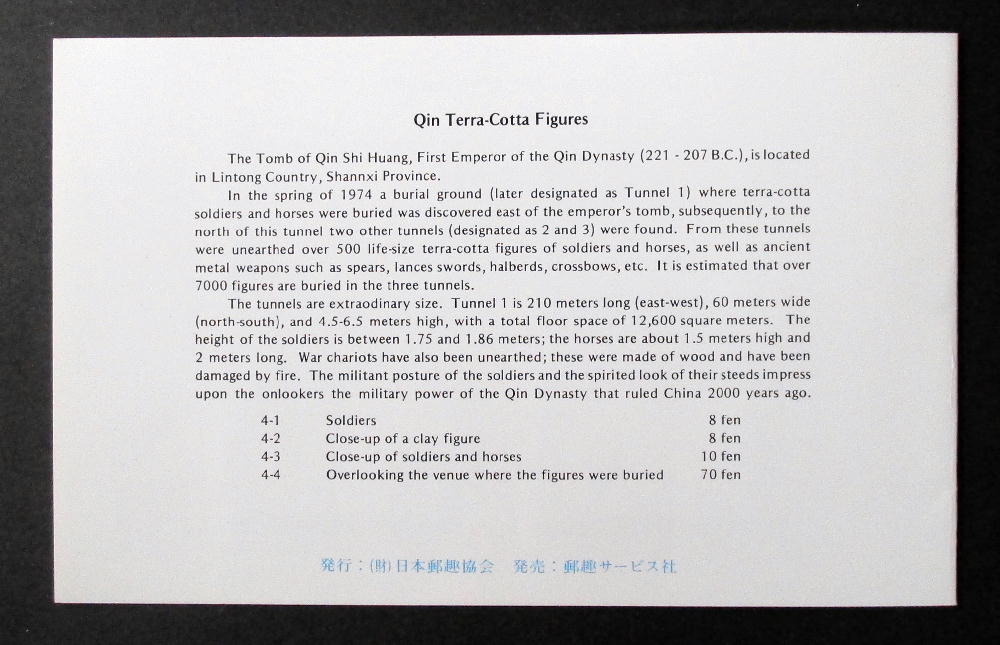 Qin Terra-Cotta Figures
The Tomb of Qin Shi Huang, First Emperor of the Qin Dynasty (221 - 207 B.C.), is located
in Lintong Country, Shannxi Province.
In the spring of 1974 a burial ground (later designated as Tunnel 1) where terra-cotta
soldiers and horses were buried was discovered east of the emperor's tomb, subsequently, to the
north of this tunnel two other tunnels (designated as 2 and 3) were found. From these tunnels
were unearthed over 500 life-size terra-cotta figures of soldiers and horses, as well as ancient
metal weapons such as spears, lances swords, halberds, crossbows, etc. It is estimated that over
7000 figures are buried in the three tunnels.
The tunnels are extraodinary size. Tunnel 1 is 210 meters long (east-west), 60 meters wide
(north-south), and 4.5-6.5 meters high, with a total floor space of 12,600 square meters. The
height of the soldiers is between 1.75 and 1.86 meters; the horses are about 1.5 meters high and
2 meters long. War chariots have also been unearthed; these were made of wood and have been
damaged by fire. The militant posture of the soldiers and the spirited look of their steeds impress
upon the onlookers the military power of the Qin Dynasty that ruled China 2000 years ago.
4-1 Soldiers 8 fen
4-2 Close-up of a clay figure 8 fen
4-3 Close-up of soldiers and horses 10 fen
4-4 Overlooking the venue where the figures were buried 70 fen
発行：(財)日本郵趣協会 発売：郵趣サービス社